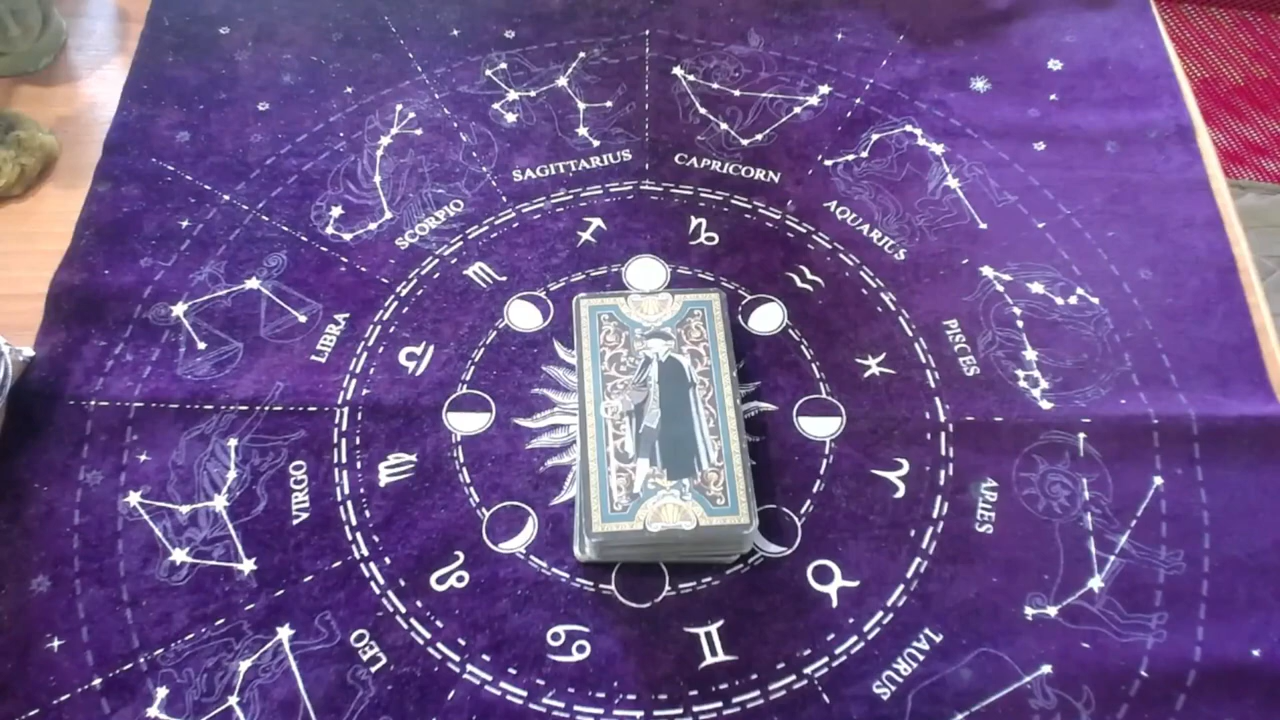 SAGITTARIUS
CAPRICORN
SCORPIO
AQUARIUS
LIBRA
PISCES
VIRGO
ARIES
LEO
TAURUS